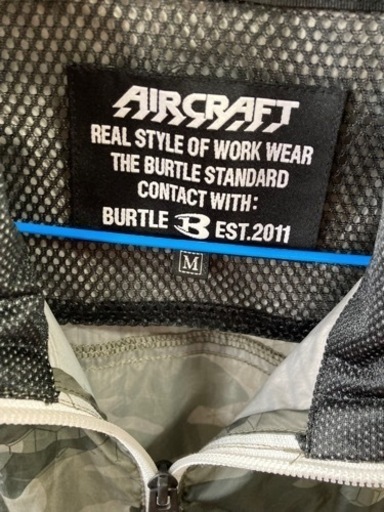 AIRCRAFT
REAL STYLE OF WORK WEAR
THE BURTLE STANDARD
CONTACT WITH:
BURTLE B EST.2011
M